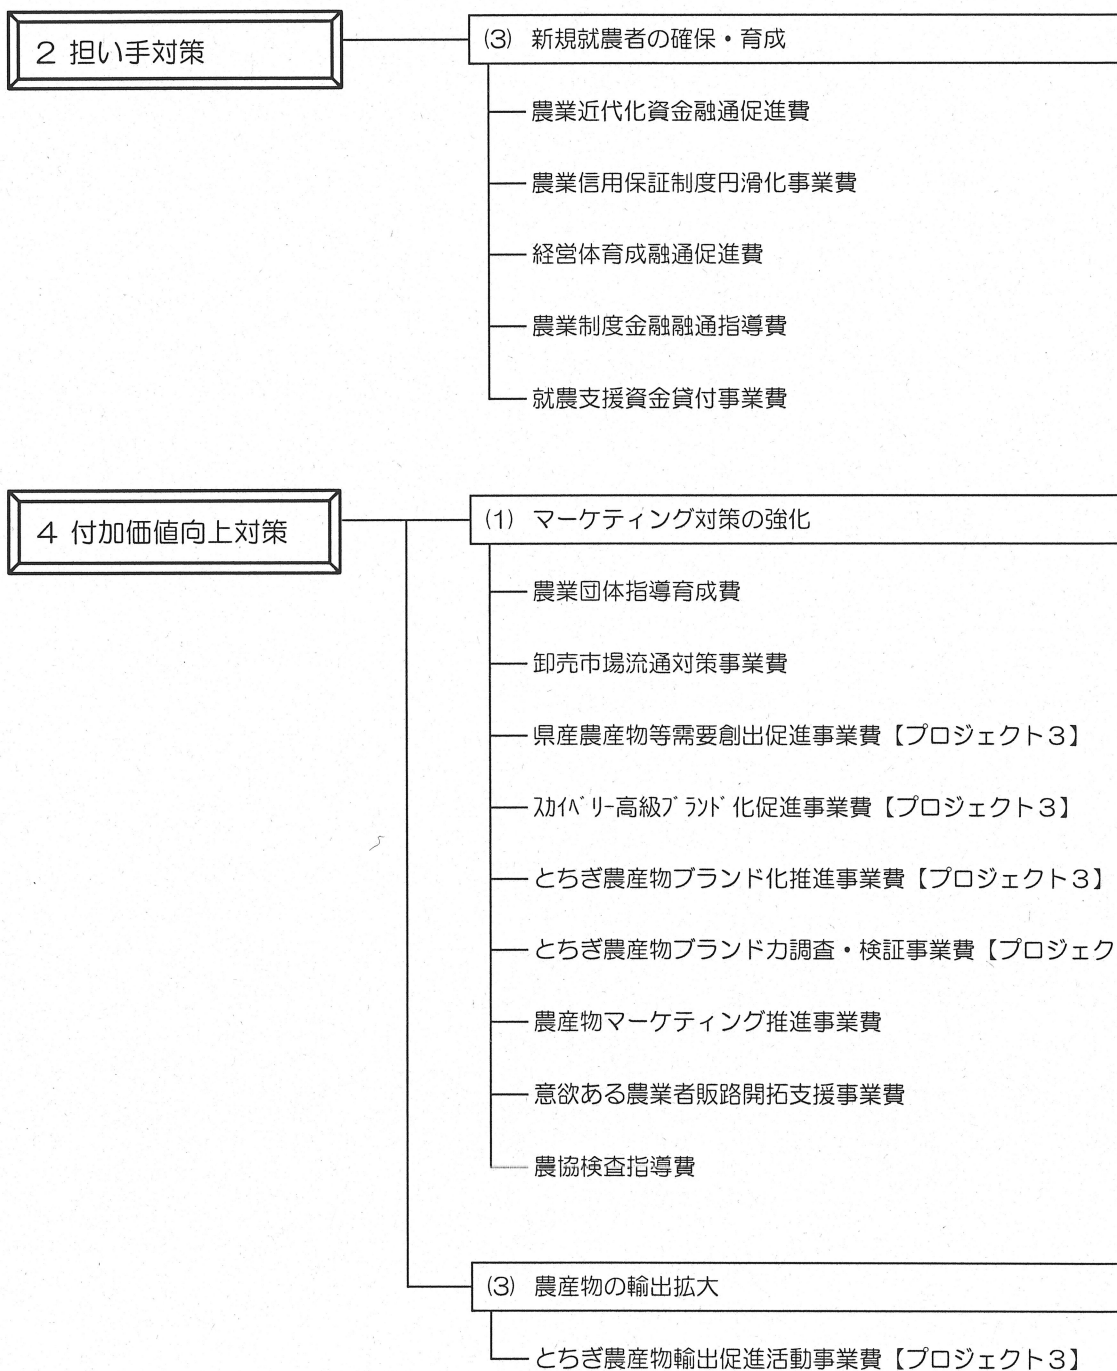 2 担い手対策
(3) 新規就農者の確保・育成
農業近代化資金融通促進費
農業信用保証制度円滑化事業費
経営体育成融通促進費
農業制度金融融通指導費
就農支援資金貸付事業費
4 付加価値向上対策
(1) マーケティング対策の強化
農業団体指導育成費
卸売市場流通対策事業費
県産農産物等需要創出促進事業費【プロジェクト3】
ｽｶｲﾍﾞﾘｰ高級ﾌﾞﾗﾝﾄﾞ化促進事業費【プロジェクト3】
とちぎ農産物ブランド化推進事業費【プロジェクト3】
とちぎ農産物ブランド力調査・検証事業費【プロジェク
農産物マーケティング推進事業費
意欲ある農業者販路開拓支援事業費
農協検査指導費
(3) 農産物の輸出拡大
とちぎ農産物輸出促進活動事業費【プロジェクト3】